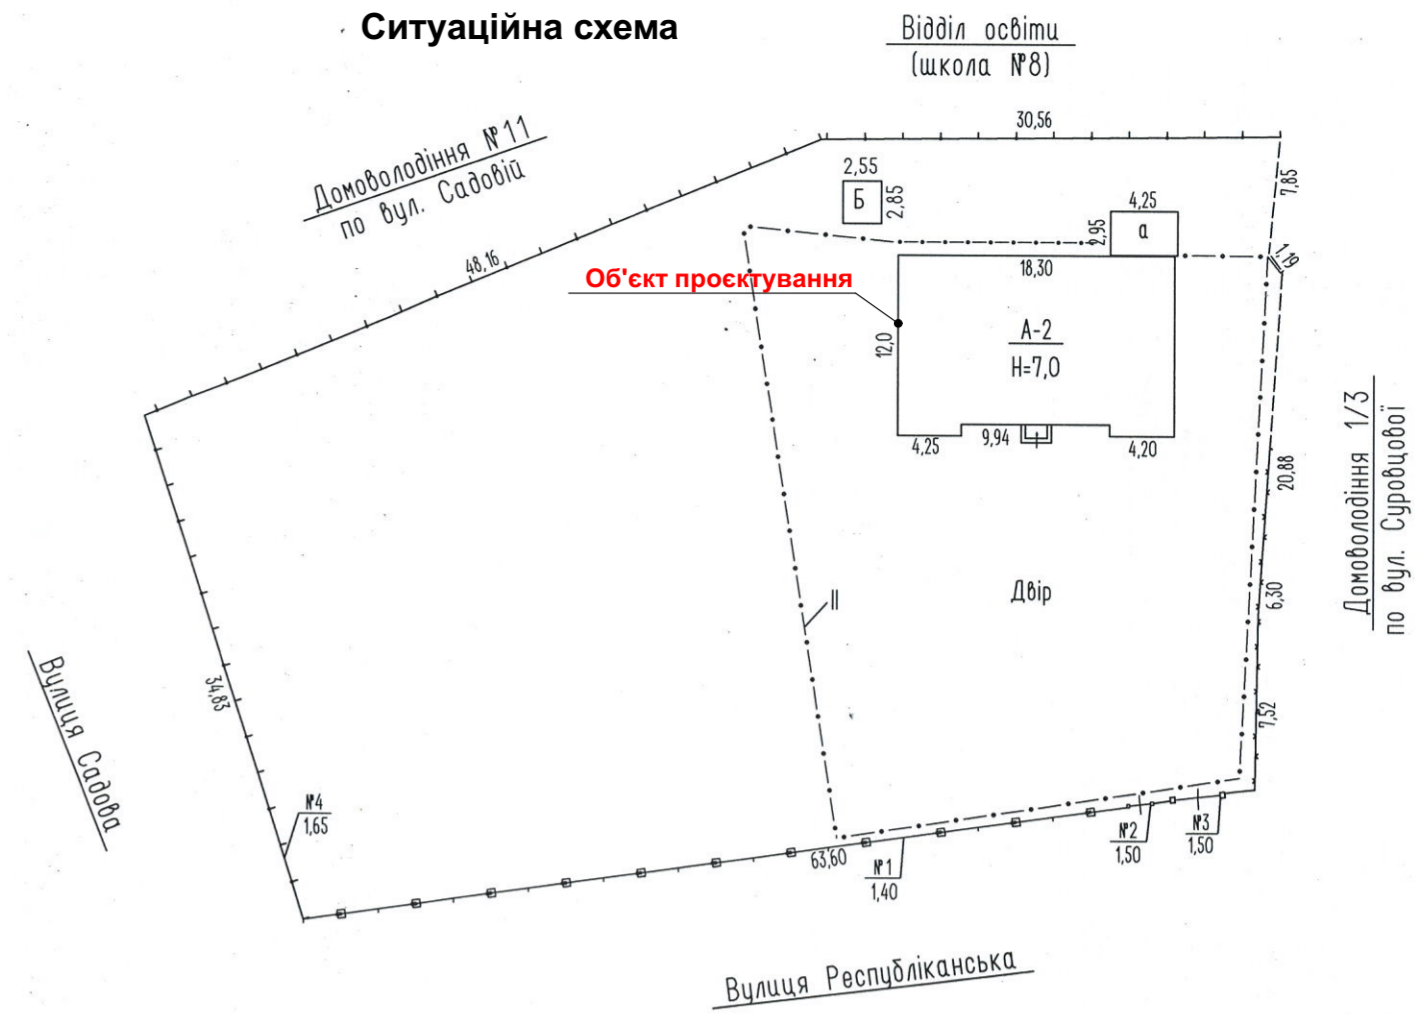 Ситуаційна схема
Відділ освіти
(школа №8)
30,56
Домоволодіння №11
по вул. Садовій
7,85
2,55
Б
2,85
4,25
2,95
а
1,19
48,16
Об'єкт проєктування
18,30
12,0
А-2
Н=7,0
4,25
9,94
4,20
20,88
Домоволодіння 1/3
по вул. Суровцової
Двір
6,30
II
34,83
7,52
Вулиця Садова
№4
1,65
63,60
№1
1,40
№2
1,50
№3
1,50
Вулиця Республіканська